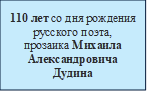 110 лет со дня рождения
русского поэта,
прозаика Михаила
Александровича
Дудина